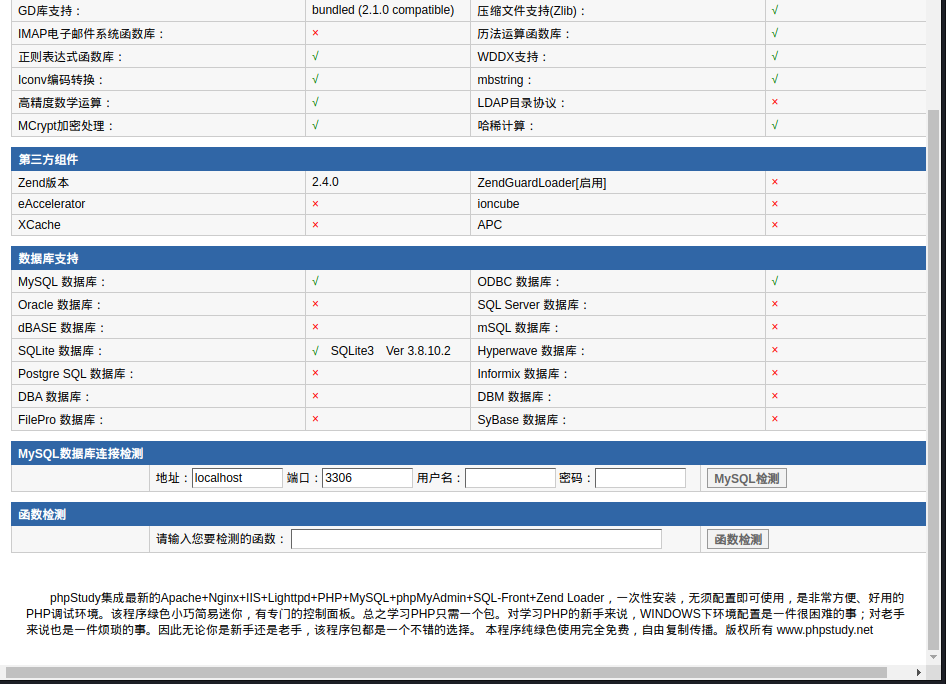 GD库支持： bundled (2.1.0 compatible) 压缩文件支持(Zlib)： √
IMAP电子邮件系统函数库： × 历法运算函数库： √
正则表达式函数库： √ WDDX支持： √
Iconv编码转换： √ mbstring： √
高精度数学运算： √ LDAP目录协议： ×
MCrypt加密处理： √ 哈稀计算： √
第三方组件
Zend版本 2.4.0 ZendGuardLoader[启用] ×
eAccelerator × ioncube ×
XCache × APC ×
数据库支持
MySQL 数据库： √ ODBC 数据库： √
Oracle 数据库： × SQL Server 数据库： ×
dBASE 数据库： × mSQL 数据库： ×
SQLite 数据库： √ SQLite3 Ver 3.8.10.2 Hyperwave 数据库： ×
Postgre SQL 数据库： × Informix 数据库： ×
DBA 数据库： × DBM 数据库： ×
FilePro 数据库： × SyBase 数据库： ×
MySQL数据库连接检测
地址：localhost 端口：3306 用户名： 密码： MySQL检测
函数检测
请输入您要检测的函数： 函数检测
phpStudy集成最新的Apache+Nginx+IIS+Lighttpd+PHP+MySQL+phpMyAdmin+SQL-Front+Zend Loader，一次性安装，无须配置即可使用，是非常方便、好用的
PHP调试环境。该程序绿色小巧简易迷你，有专门的控制面板。总之学习PHP只需一个包。对学习PHP的新手来说，WINDOWS下环境配置是一件很困难的事；对老手
来说也是一件烦琐的事。因此无论你是新手还是老手，该程序包都是一个不错的选择。 本程序纯绿色使用完全免费，自由复制传播。版权所有 www.phpstudy.net